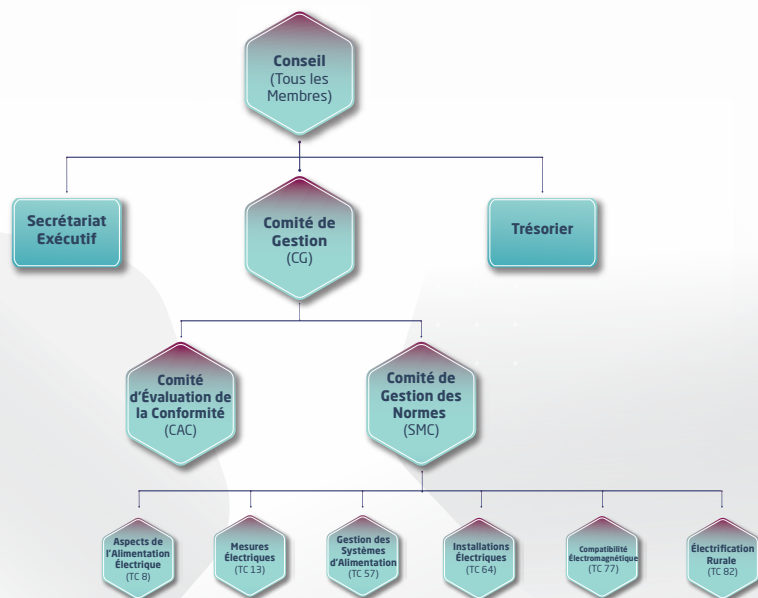 Conseil
(Tous les
Membres)
Secrétariat
Exécutif
Comité de
Gestion
(CG)
Trésorier
Comité
d'Évaluation de
la Conformité
(CAC)
Comité de
Gestion des
Normes
(SMC)
Aspects de
l'Alimentation
Électrique
(TC 8)
Mesures
Électriques
(TC 13)
Gestion des
Systèmes
d'Alimentation
(TC 57)
Installations
Électriques
(TC 64)
Compatibilité
Électromagnétique
(TC 77)
Électrification
Rurale
(TC 82)